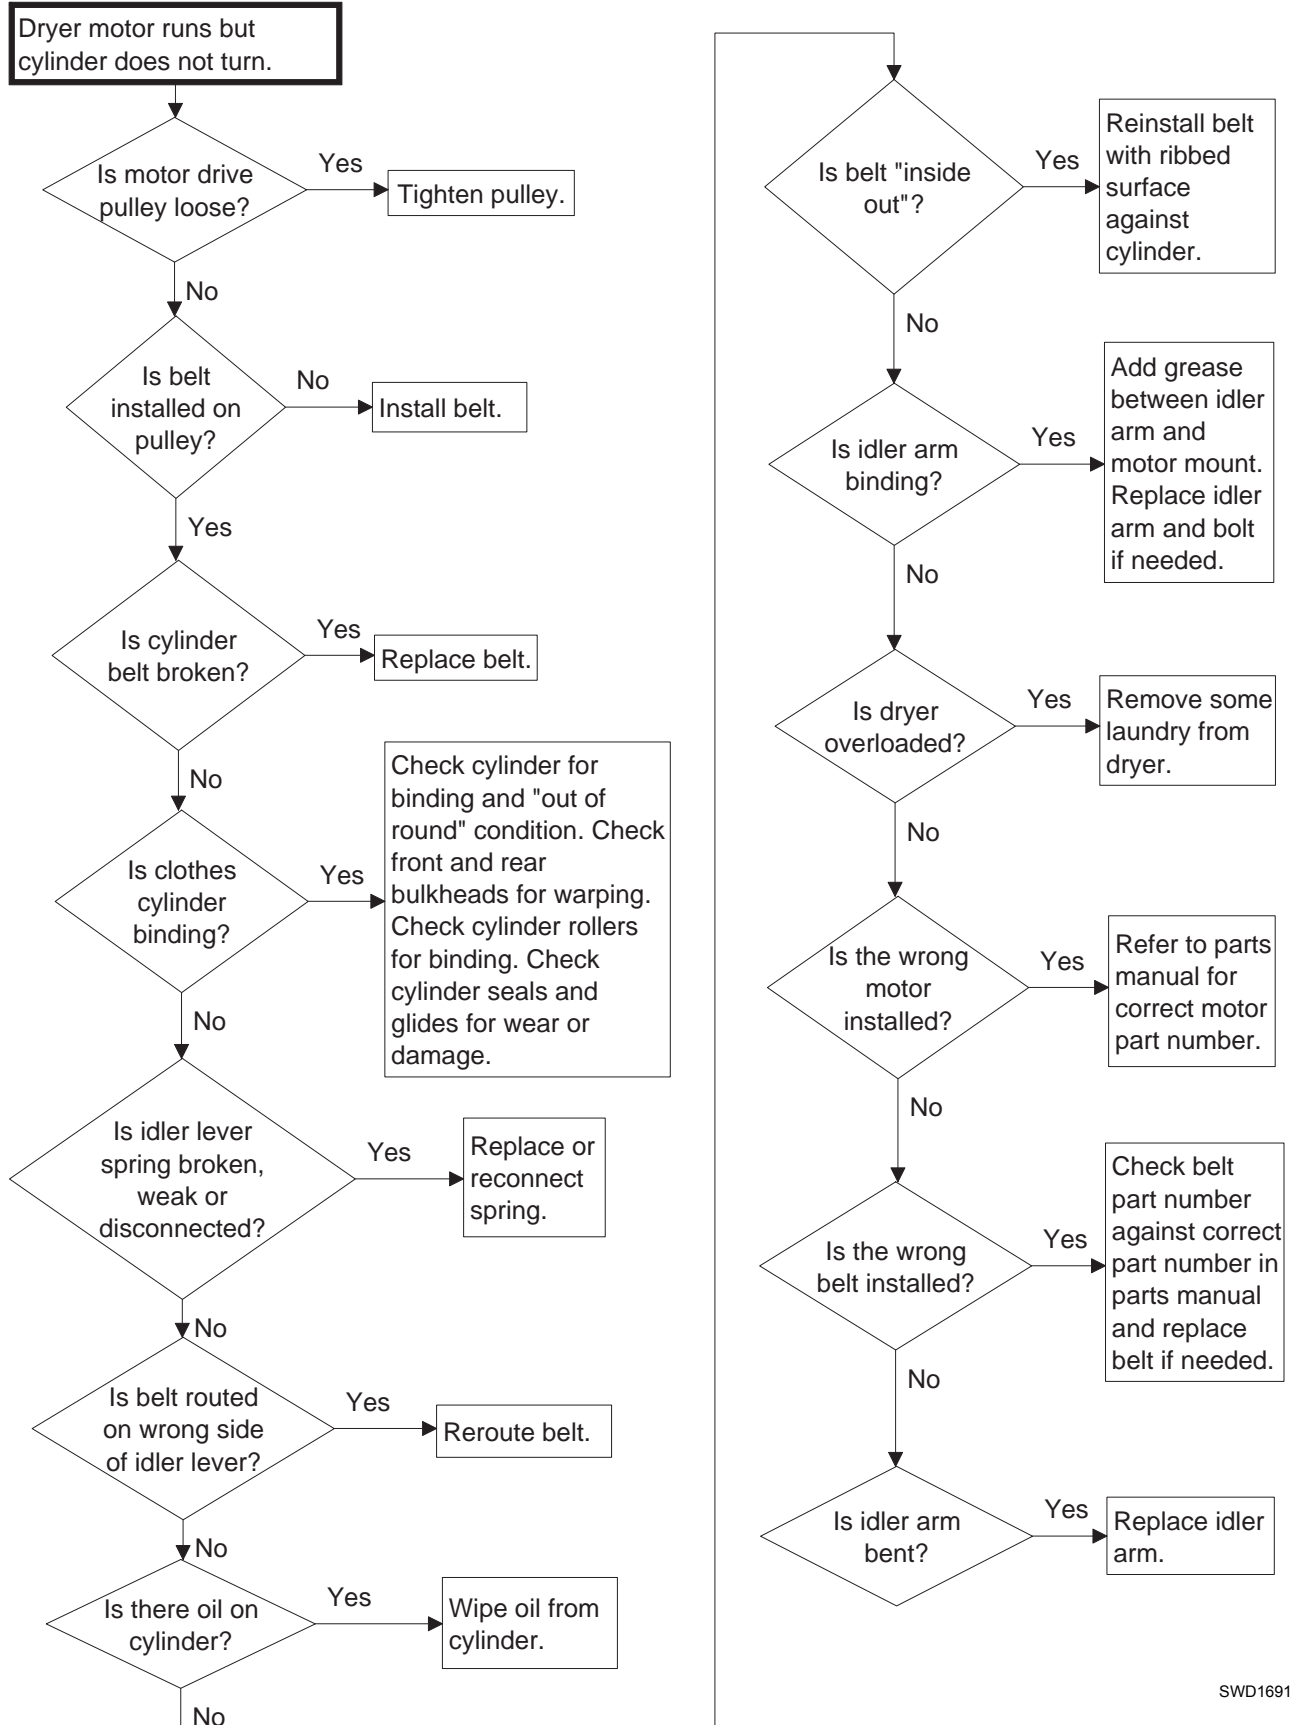 Dryer motor runs but
cylinder does not turn.
Is motor drive
pulley loose?
Yes
Tighten pulley.
No
Is belt
installed on
pulley?
No
Install belt.
Yes
Is cylinder
belt broken?
Yes
Replace belt.
No
Is clothes
cylinder
binding?
Yes
Check cylinder for
binding and "out of
round" condition. Check
front and rear
bulkheads for warping.
Check cylinder rollers
for binding. Check
cylinder seals and
glides for wear or
damage.
No
Is idler lever
spring broken,
weak or
disconnected?
Yes
Replace or
reconnect
spring.
No
Is belt routed
on wrong side
of idler lever?
Yes
Reroute belt.
No
Is there oil on
cylinder?
Yes
Wipe oil from
cylinder.
No
Is belt "inside
out"?
Yes
Reinstall belt
with ribbed
surface
against
cylinder.
No
Is idler arm
binding?
Yes
Add grease
between idler
arm and
motor mount.
Replace idler
arm and bolt
if needed.
No
Is dryer
overloaded?
Yes
Remove some
laundry from
dryer.
No
Is the wrong
motor
installed?
Yes
Refer to parts
manual for
correct motor
part number.
No
Is the wrong
belt installed?
Yes
Check belt
part number
against correct
part number in
parts manual
and replace
belt if needed.
No
Is idler arm
bent?
Yes
Replace idler
arm.
SWD1691